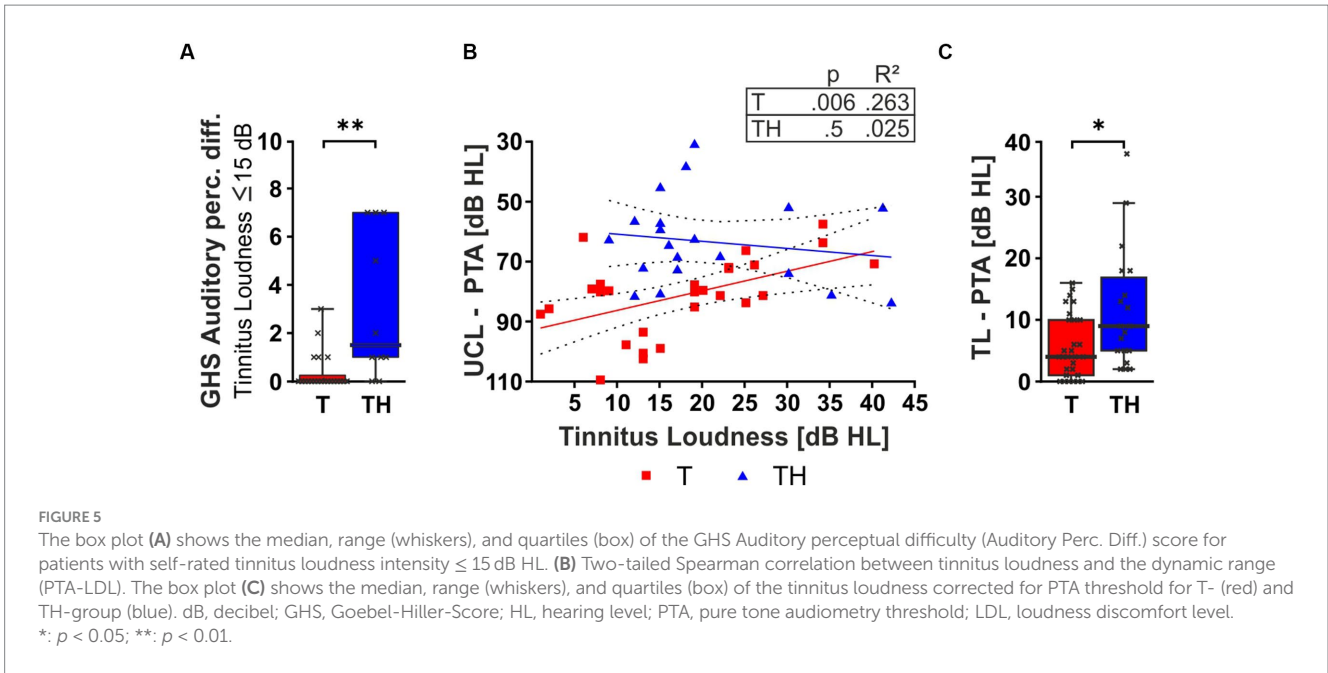 A
B
C
p R²
T .006 .263
TH .5 .025
**
*
GHS Auditory perc. diff.
Tinnitus Loudness ≤ 15 dB
10
8
6
4
2
0
T TH
UCL - PTA [dB HL]
30
50
70
90
110
5 10 15 20 25 30 35 40 45
Tinnitus Loudness [dB HL]
T TH
TL - PTA [dB HL]
40
30
20
10
0
T TH
FIGURE 5
The box plot (A) shows the median, range (whiskers), and quartiles (box) of the GHS Auditory perceptual difficulty (Auditory Perc. Diff.) score for
patients with self-rated tinnitus loudness intensity ≤ 15 dB HL. (B) Two-tailed Spearman correlation between tinnitus loudness and the dynamic range
(PTA-LDL). The box plot (C) shows the median, range (whiskers), and quartiles (box) of the tinnitus loudness corrected for PTA threshold for T- (red) and
TH-group (blue). dB, decibel; GHS, Goebel-Hiller-Score; HL, hearing level; PTA, pure tone audiometry threshold; LDL, loudness discomfort level.
*: p < 0.05; **: p < 0.01.